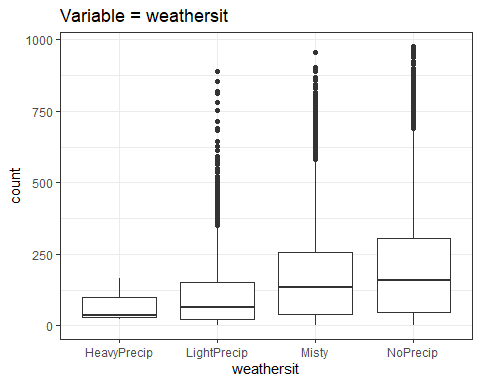 Variable = weathersit
1000
750
500
250
0
count
HeavyPrecip LightPrecip Misty NoPrecip
weathersit